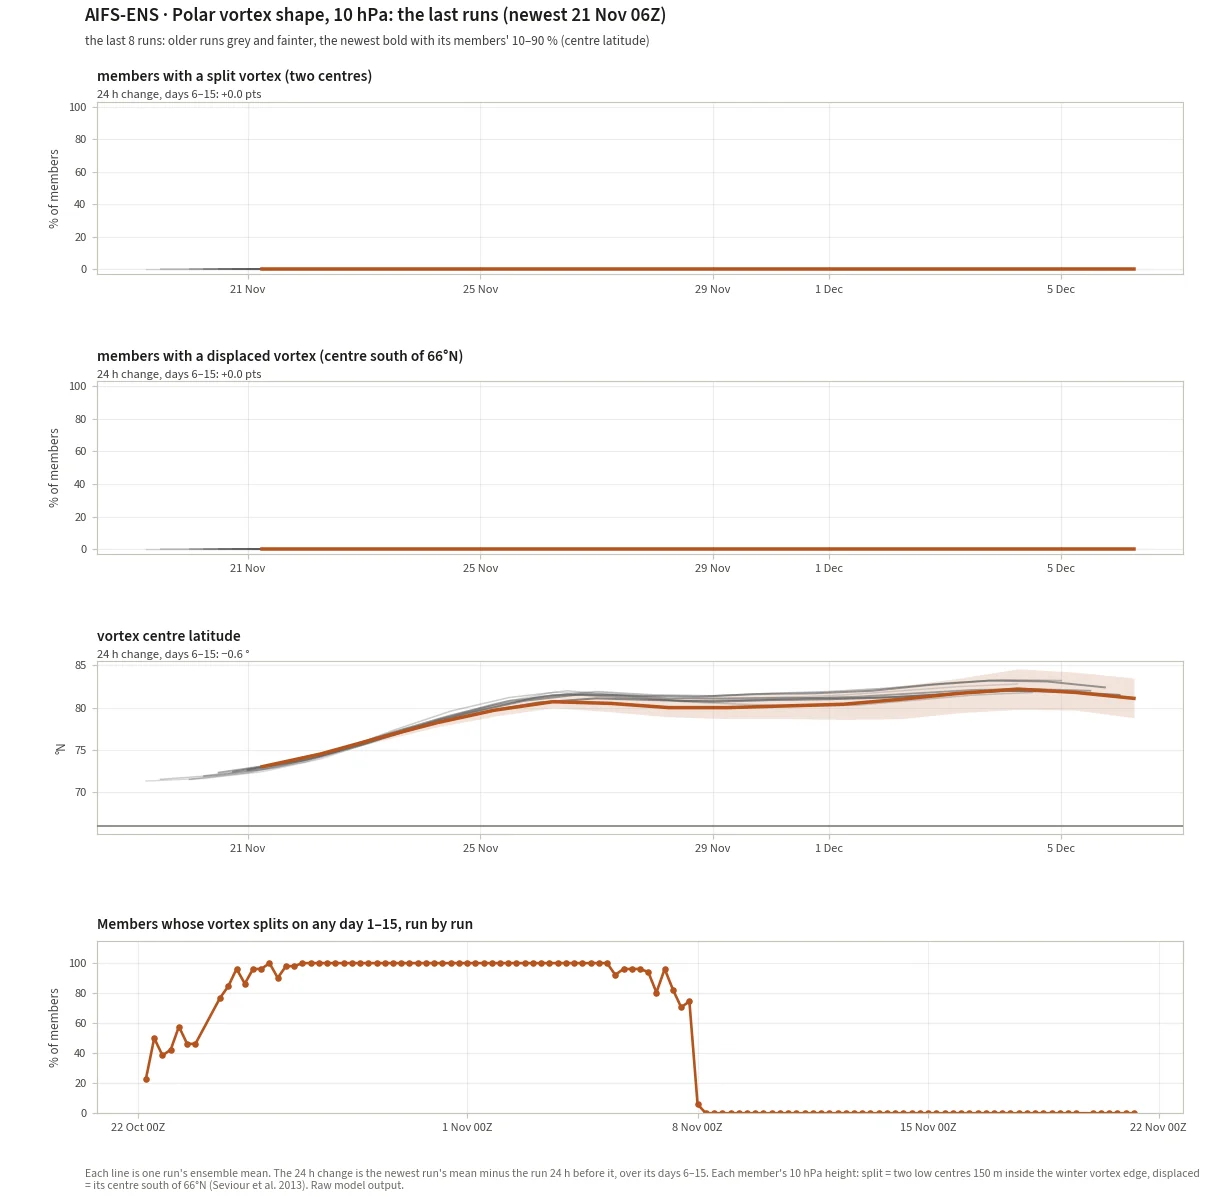 AIFS-ENS · Polar vortex shape, 10 hPa: the last runs (newest 21 Nov 06Z)
the last 8 runs: older runs grey and fainter, the newest bold with its members' 10–90 % (centre latitude)
members with a split vortex (two centres)
24 h change, days 6–15: +0.0 pts
100
80
60
40
20
0
% of members
21 Nov
25 Nov
29 Nov
1 Dec
5 Dec
members with a displaced vortex (centre south of 66°N)
24 h change, days 6–15: +0.0 pts
100
80
60
40
20
0
% of members
21 Nov
25 Nov
29 Nov
1 Dec
5 Dec
vortex centre latitude
24 h change, days 6–15: −0.6 °
85
80
75
70
°N
21 Nov
25 Nov
29 Nov
1 Dec
5 Dec
Members whose vortex splits on any day 1–15, run by run
100
80
60
40
20
0
% of members
22 Oct 00Z
1 Nov 00Z
8 Nov 00Z
15 Nov 00Z
22 Nov 00Z
Each line is one run's ensemble mean. The 24 h change is the newest run's mean minus the run 24 h before it, over its days 6–15. Each member's 10 hPa height: split = two low centres 150 m inside the winter vortex edge, displaced
= its centre south of 66°N (Seviour et al. 2013). Raw model output.